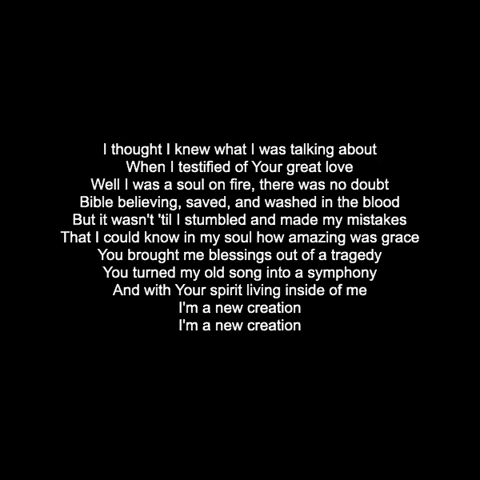 I thought I knew what I was talking about
When I testified of Your great love
Well I was a soul on fire, there was no doubt
Bible believing, saved, and washed in the blood
But it wasn't 'til I stumbled and made my mistakes
That I could know in my soul how amazing was grace
You brought me blessings out of a tragedy
You turned my old song into a symphony
And with Your spirit living inside of me
I'm a new creation
I'm a new creation